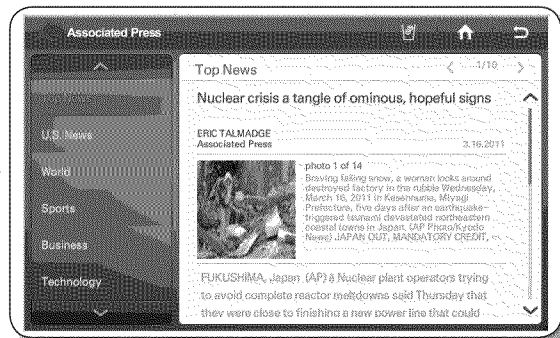 Associated Press
Top News
U.S. News
World
Sports
Business
Technology
Top News
1/10
Nuclear crisis a tangle of ominous, hopeful signs
ERIC TALMADGE
Associated Press
3.16.2011
photo 1 of 14
Braving falling snow, a woman looks around
destroyed factory in the rubble Wednesday,
March 16, 2011 in Kesennuma, Miyagi
Prefecture, five days after an earthquake-
triggered tsunami devastated northeastern
coastal towns in Japan. (AP Photo/Kyodo
News) JAPAN OUT, MANDATORY CREDIT,
FUKUSHIMA, Japan (AP) â Nuclear plant operators trying
to avoid complete reactor meltdowns said Thursday that
they were close to finishing a new power line that could